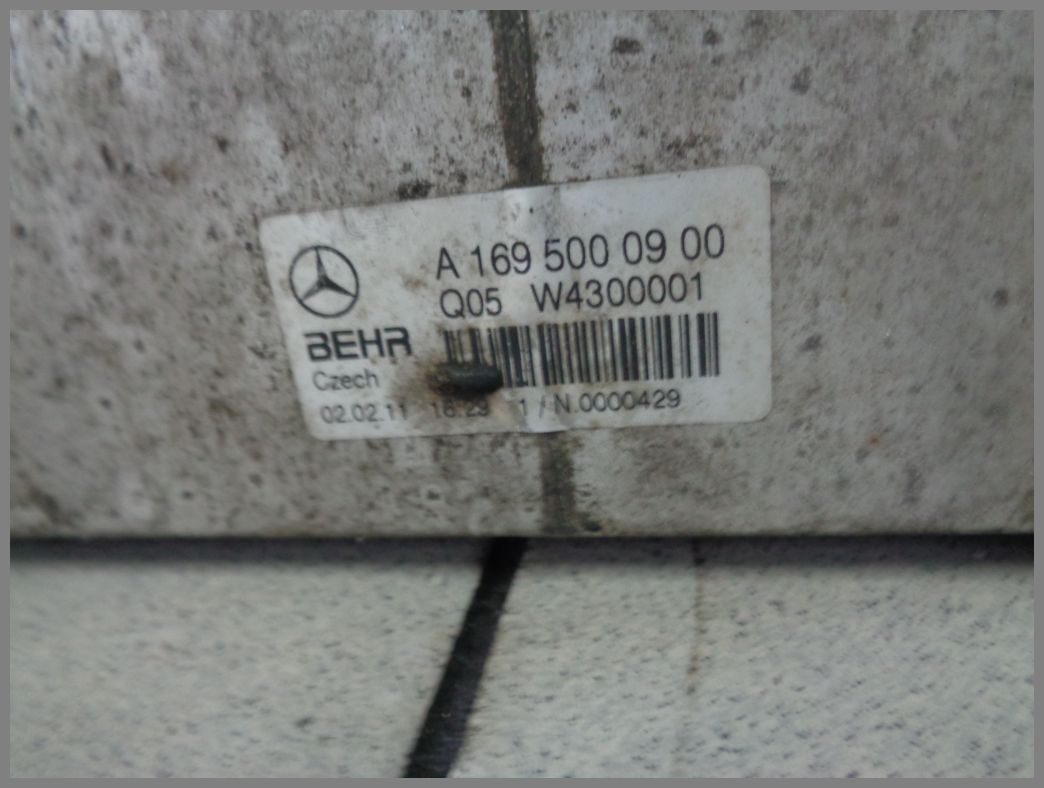 A 169 500 09 00
Q05 W4300001
BEHR
Czech
02.02.11 18:29 1 / N.0000429